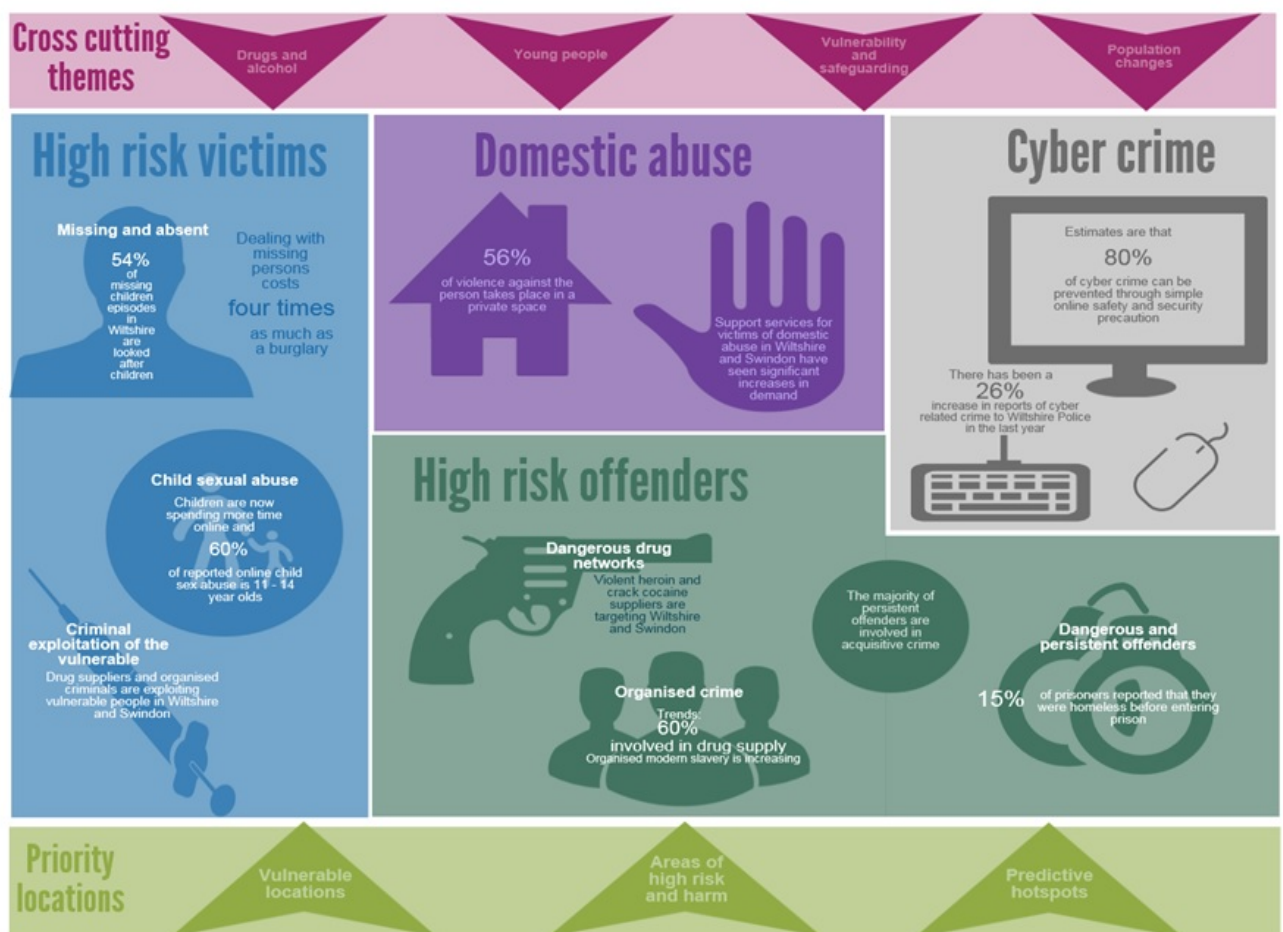 Cross cutting
themes
Drugs and
alcohol
Young people
Vulnerability
and
safeguarding
Population
changes
High risk victims
Missing and absent
54%
of
missing
children
episodes
in
Wiltshire
are
looked
after
children
Dealing with
missing
persons
costs
four times
as much as
a burglary
Child sexual abuse
Children are now
spending more time
online and
60%
of reported online child
sex abuse is 11 - 14
year olds
Criminal
exploitation of the
vulnerable
Drug suppliers and organised
criminals are exploiting
vulnerable people in Wiltshire
and Swindon
Domestic abuse
56%
of violence against the
person takes place in a
private space
Support services for
victims of domestic
abuse in Wiltshire
and Swindon have
seen significant
increases in
demand
Cyber crime
Estimates are that
80%
of cyber crime can be
prevented through simple
online safety and security
precaution
There has been a
26%
increase in reports of cyber
related crime to Wiltshire Police
in the last year
High risk offenders
Dangerous drug
networks
Violent heroin and
crack cocaine
suppliers are
targeting Wiltshire
and Swindon
Organised crime
Trends:
60%
involved in drug supply
Organised modern slavery is increasing
The majority of
persistent
offenders are
involved in
acquisitive crime
Dangerous and
persistent offenders
15%
of prisoners reported that they
were homeless before entering
prison
Priority
locations
Vulnerable
locations
Areas of
high risk
and harm
Predictive
hotspots